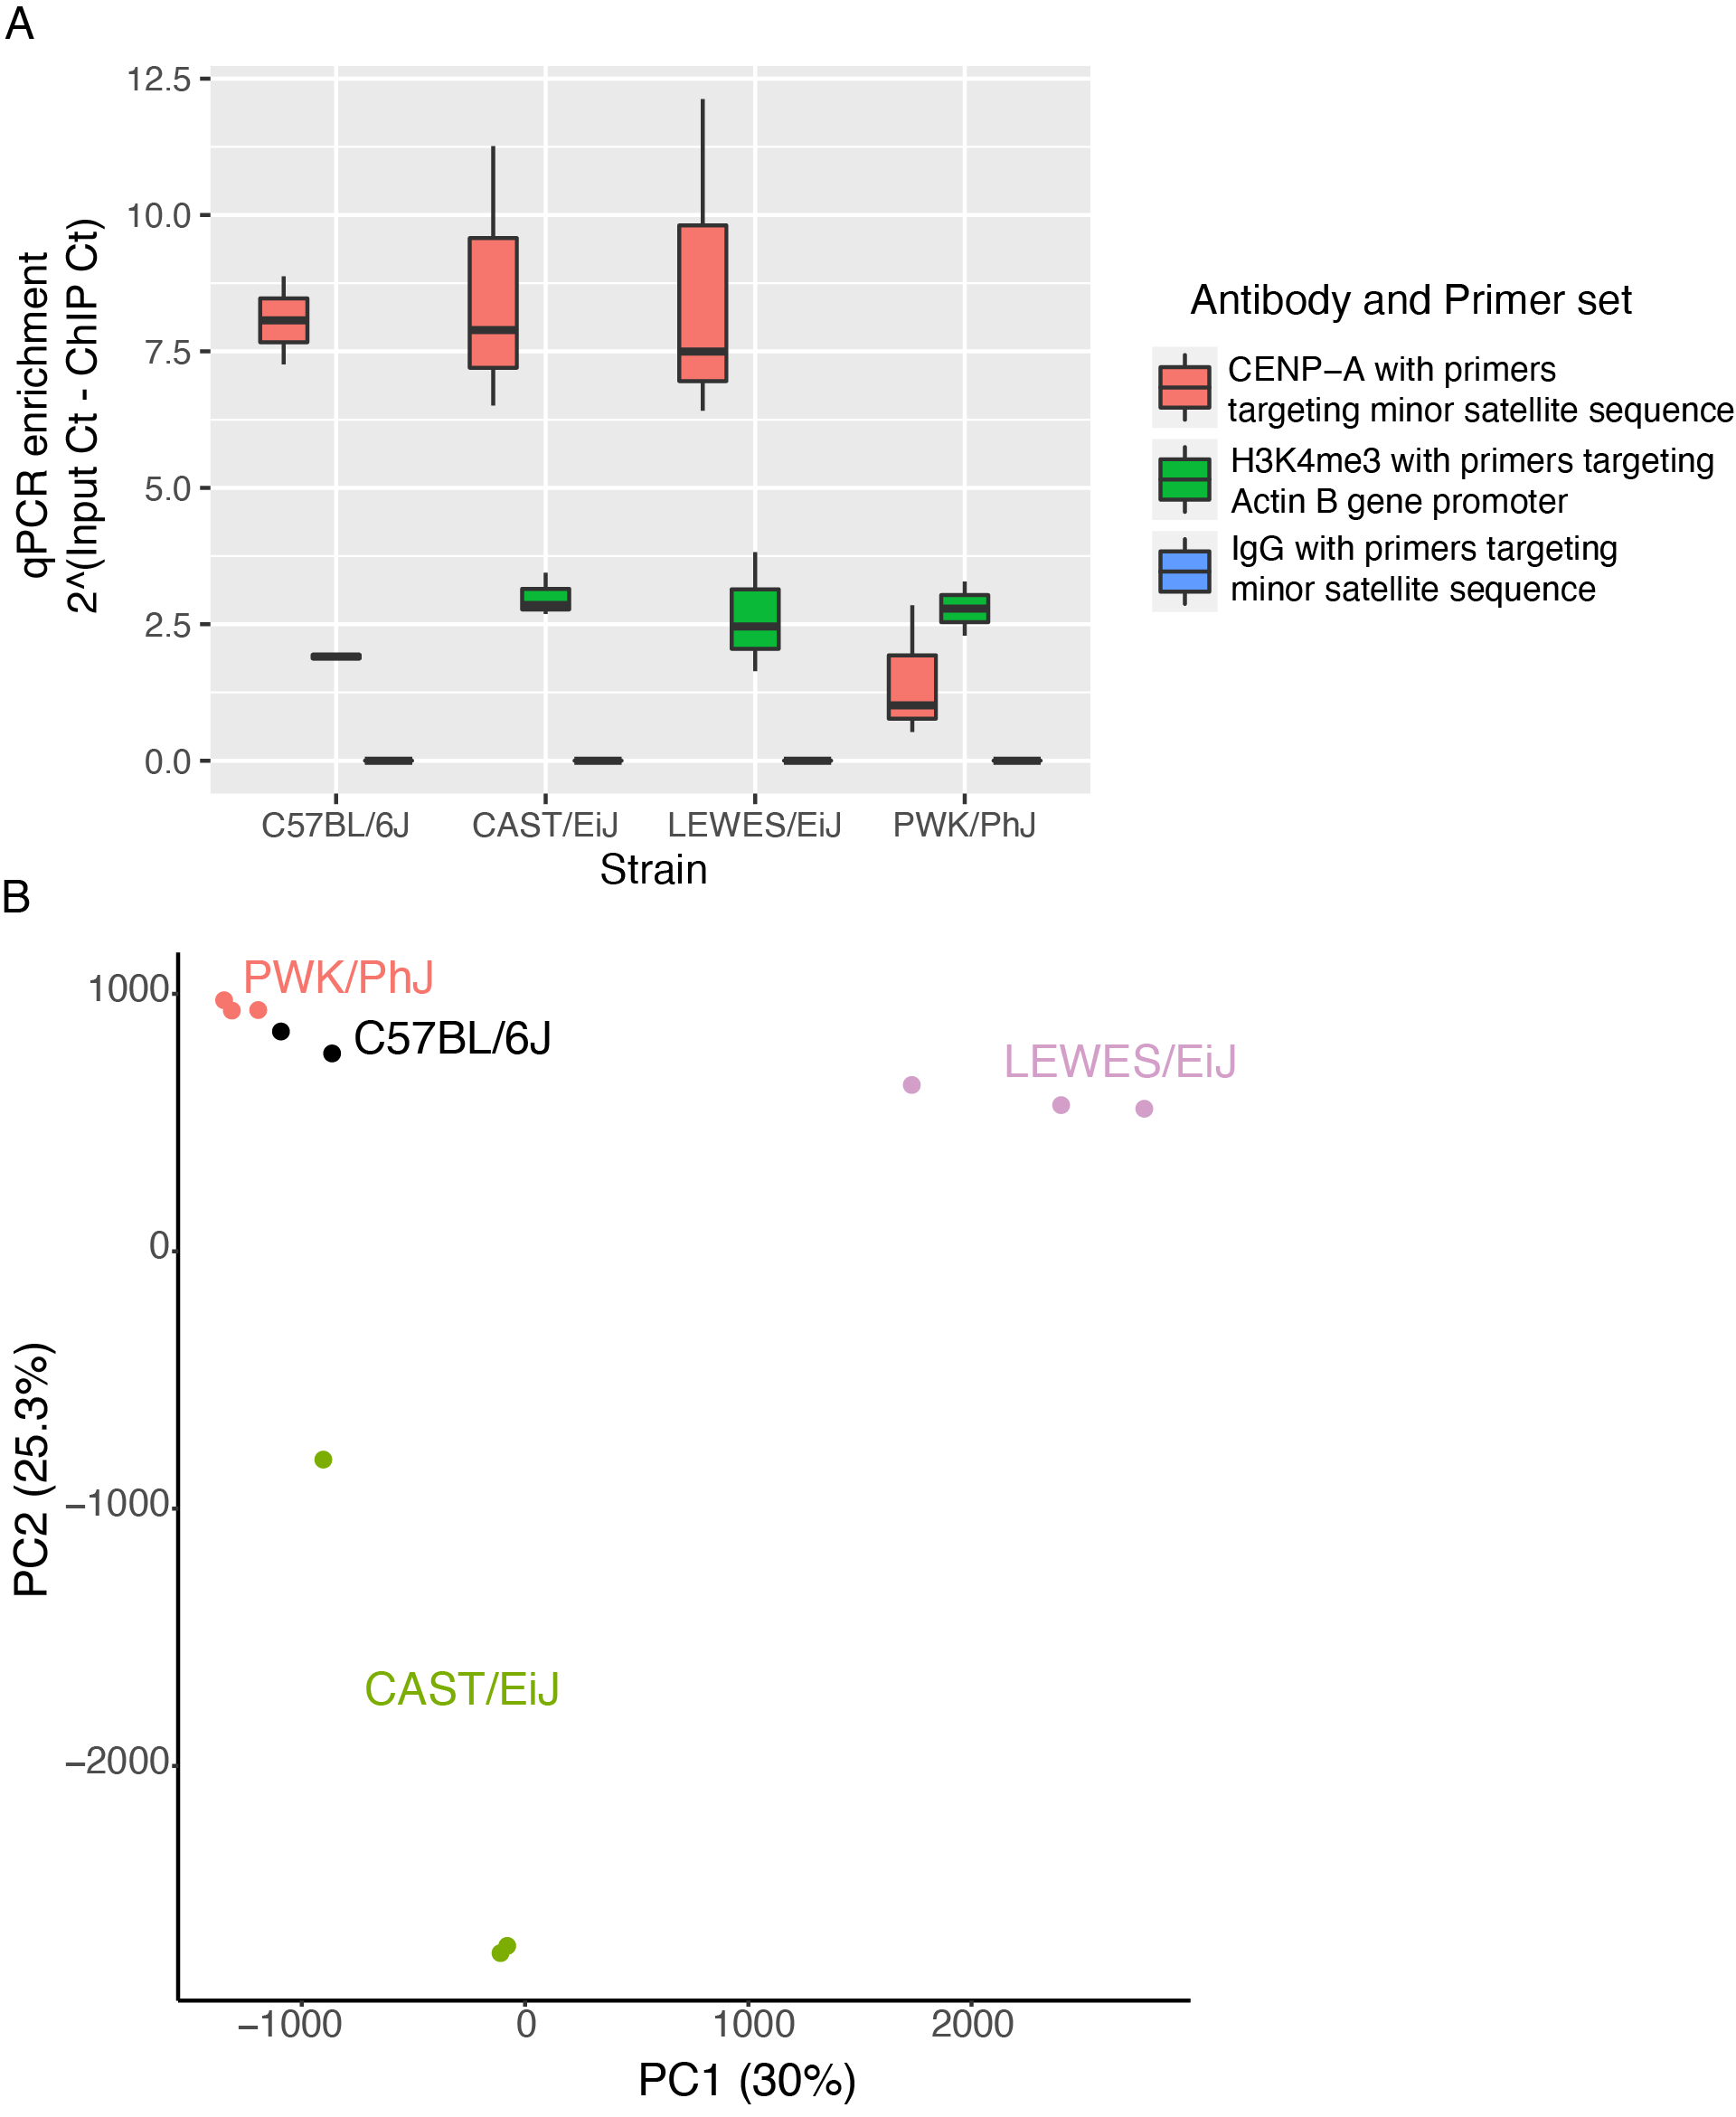 A
12.5
10.0
7.5
5.0
2.5
0.0
qPCR enrichment
2^(Input Ct - ChIP Ct)
C57BL/6J
CAST/EiJ
LEWES/EiJ
PWK/PhJ
Strain
Antibody and Primer set
CENP−A with primers
targeting minor satellite sequence
H3K4me3 with primers targeting
Actin B gene promoter
IgG with primers targeting
minor satellite sequence
B
1000
0
−1000
−2000
PC2 (25.3%)
PWK/PhJ
C57BL/6J
LEWES/EiJ
CAST/EiJ
−1000
0
1000
2000
PC1 (30%)